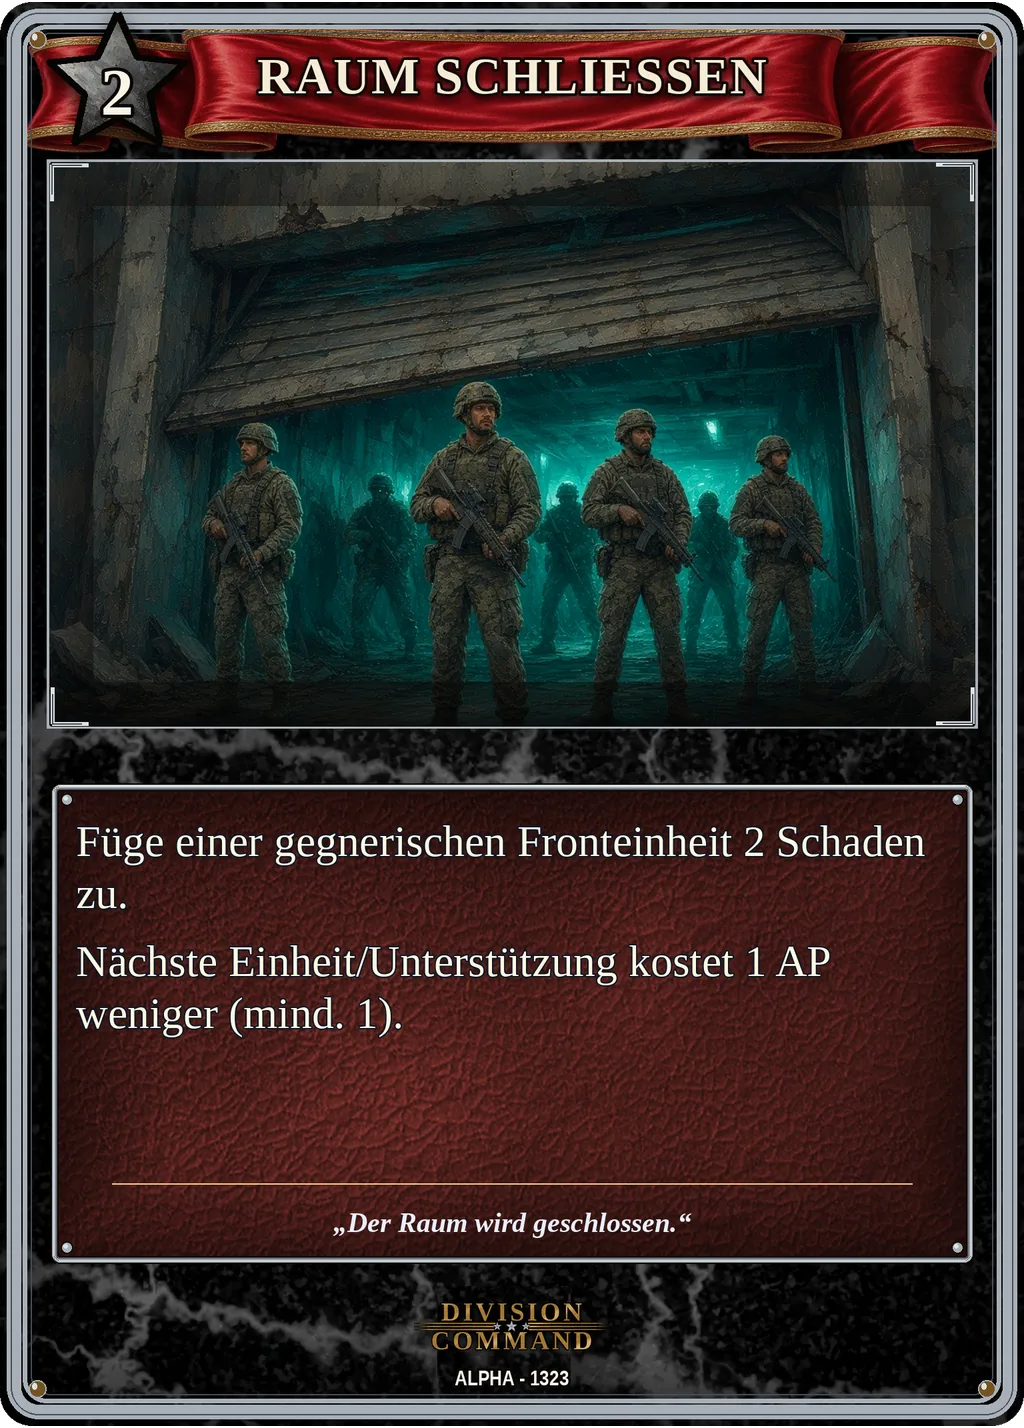 2
RAUM SCHLIESSEN
Füge einer gegnerischen Fronteinheit 2 Schaden
zu.
Nächste Einheit/Unterstützung kostet 1 AP
weniger (mind. 1).
„Der Raum wird geschlossen.“
DIVISION
COMMAND
ALPHA - 1323